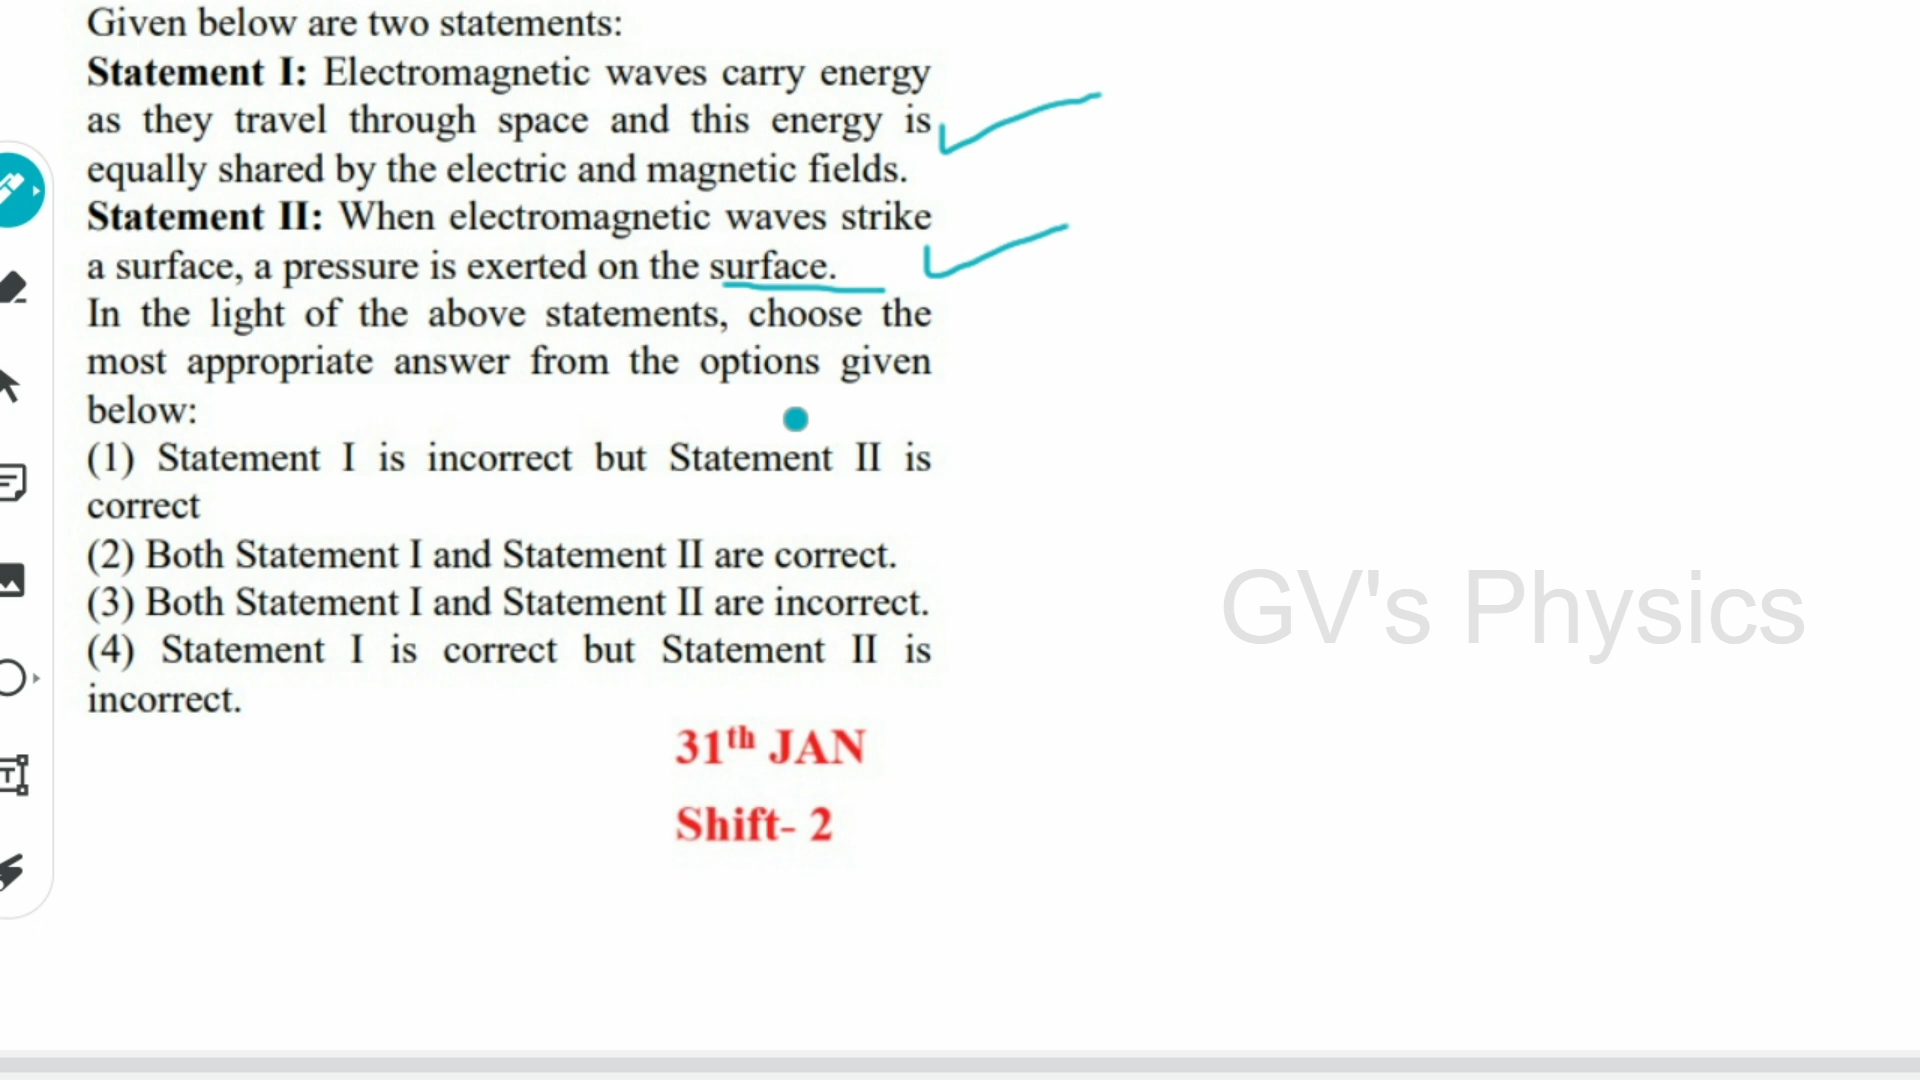 Given below are two statements:
Statement I: Electromagnetic waves carry energy
as they travel through space and this energy is
equally shared by the electric and magnetic fields.
Statement II: When electromagnetic waves strike
a surface, a pressure is exerted on the surface.
In the light of the above statements, choose the
most appropriate answer from the options given
below:
(1) Statement I is incorrect but Statement II is
correct
(2) Both Statement I and Statement II are correct.
(3) Both Statement I and Statement II are incorrect.
(4) Statement I is correct but Statement II is
incorrect.
31th JAN
Shift- 2
GV's Physics